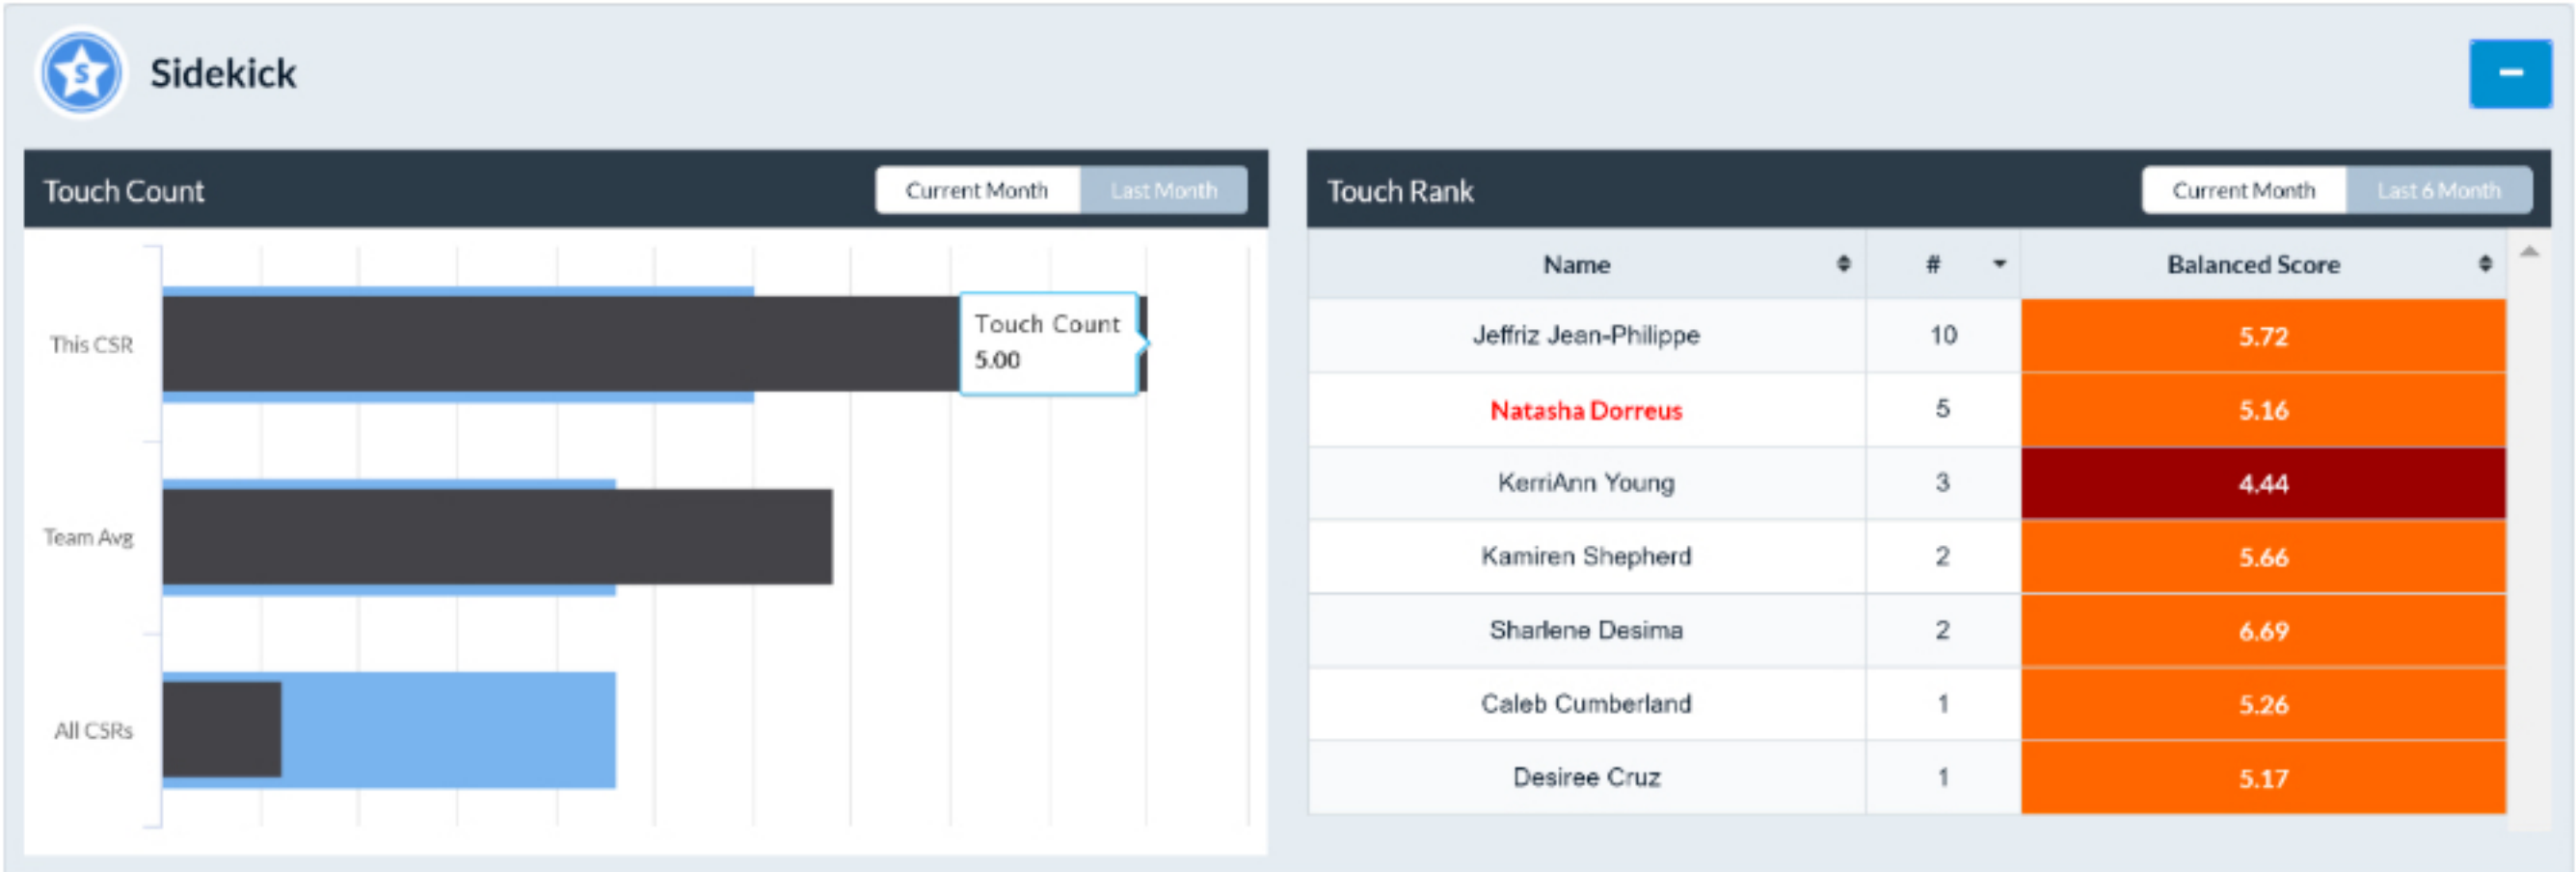 S
Sidekick
Touch Count
Current Month
Last Month
This CSR
Touch Count
5.00
Team Avg
All CSRs
Touch Rank
Current Month
Last 6 Month
Name # Balanced Score
Jeffriz Jean-Philippe 10 5.72
Natasha Dorreus 5 5.16
KerriAnn Young 3 4.44
Kamiren Shepherd 2 5.66
Sharlene Desima 2 6.69
Caleb Cumberland 1 5.26
Desiree Cruz 1 5.17